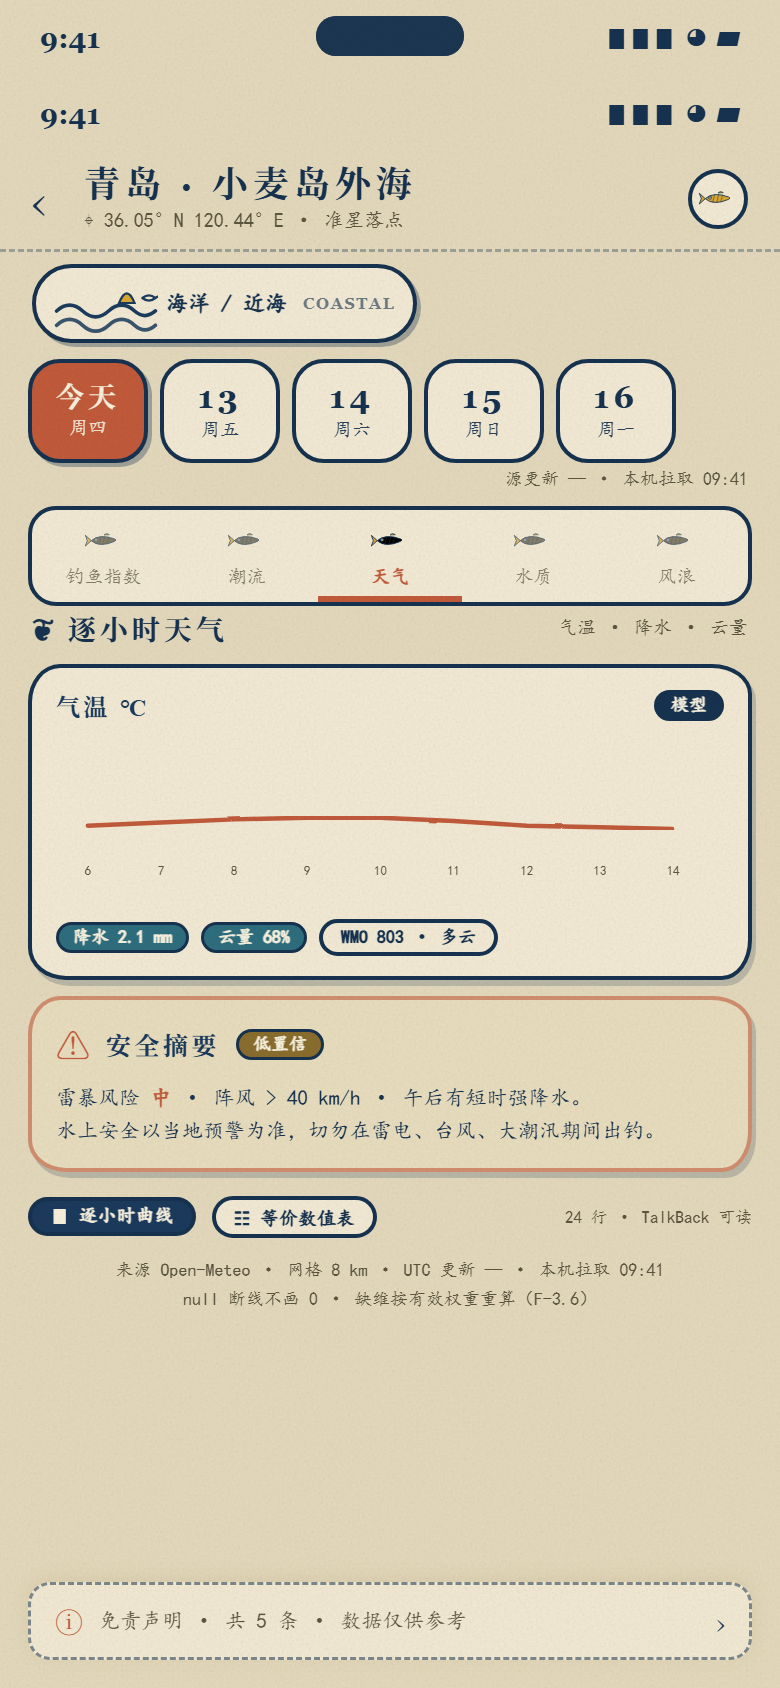 9:41
9:41
青岛 · 小麦岛外海
36.05° N 120.44° E • 准星落点
海洋 / 近海 COASTAL
今天 13 14 15 16
周四 周五 周六 周日 周一
源更新 — • 本机拉取 09:41
钓鱼指数 潮流 天气 水质 风浪
逐小时天气 气温 • 降水 • 云量
气温 ℃ 模型
6 7 8 9 10 11 12 13 14
降水 2.1 mm 云量 68% WMO 803 • 多云
安全摘要 低置信
雷暴风险 中 • 阵风 > 40 km/h • 午后有短时强降水。
水上安全以当地预警为准，切勿在雷电、台风、大潮汛期间出钓。
逐小时曲线 等价数值表 24 行 • TalkBack 可读
来源 Open-Meteo • 网格 8 km • UTC 更新 — • 本机拉取 09:41
null 断线不画 0 • 缺维按有效权重重算（F-3.6）
免责声明 • 共 5 条 • 数据仅供参考